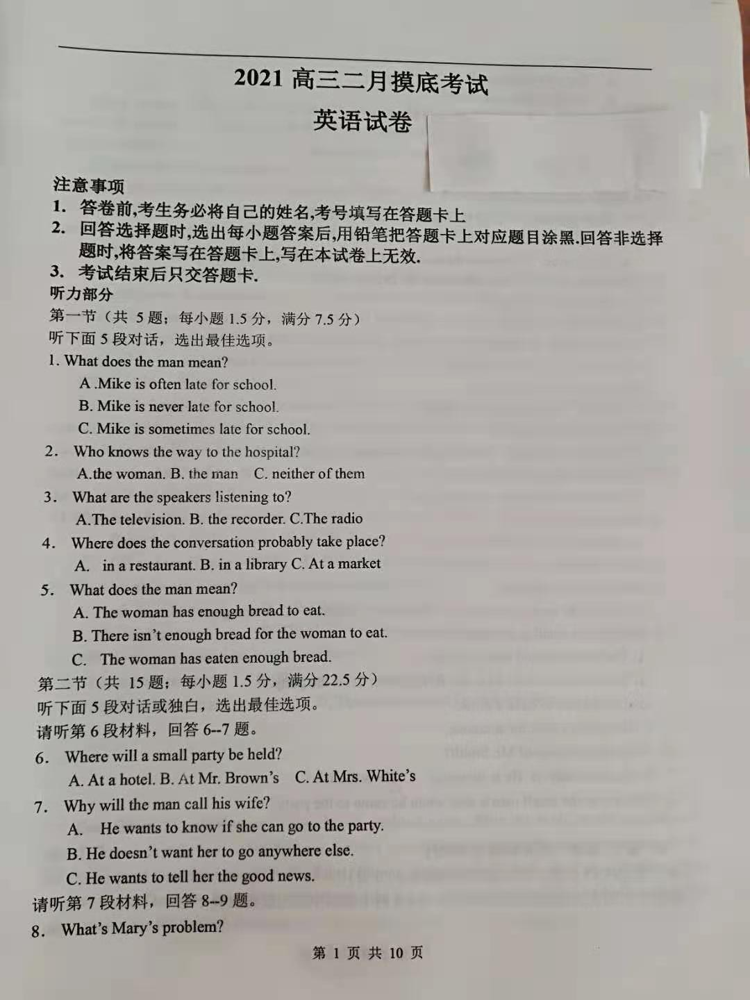 2021 高三二月摸底考试
英语试卷
注意事项
1. 答卷前,考生务必将自己的姓名,考号填写在答题卡上
2. 回答选择题时,选出每小题答案后,用铅笔把答题卡上对应题目涂黑.回答非选择
题时,将答案写在答题卡上,写在本试卷上无效.
3. 考试结束后只交答题卡.
听力部分
第一节（共 5 题；每小题 1.5 分，满分 7.5 分）
听下面 5 段对话，选出最佳选项。
1. What does the man mean?
A .Mike is often late for school.
B. Mike is never late for school.
C. Mike is sometimes late for school.
2. Who knows the way to the hospital?
A.the woman. B. the man C. neither of them
3. What are the speakers listening to?
A.The television. B. the recorder. C.The radio
4. Where does the conversation probably take place?
A. in a restaurant. B. in a library C. At a market
5. What does the man mean?
A. The woman has enough bread to eat.
B. There isn't enough bread for the woman to eat.
C. The woman has eaten enough bread.
第二节（共 15 题；每小题 1.5 分，满分 22.5 分）
听下面 5 段对话或独白，选出最佳选项。
请听第 6 段材料，回答 6--7 题。
6. Where will a small party be held?
A. At a hotel. B. At Mr. Brown's C. At Mrs. White's
7. Why will the man call his wife?
A. He wants to know if she can go to the party.
B. He doesn't want her to go anywhere else.
C. He wants to tell her the good news.
请听第 7 段材料，回答 8--9 题。
8. What's Mary's problem?
第 1 页 共 10 页